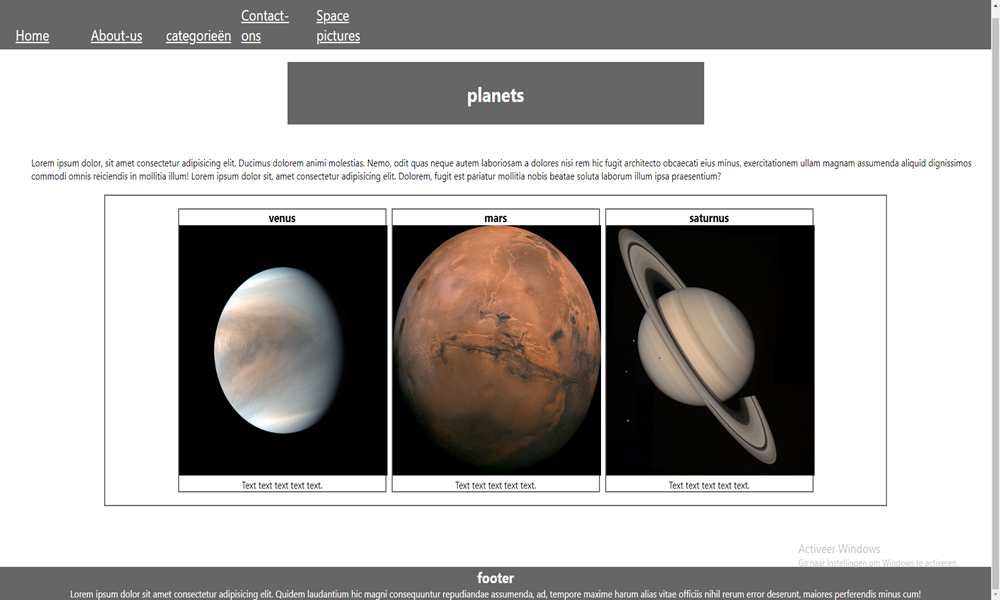 Home About-us categorieën Contact-
ons Space
pictures
planets
Lorem ipsum dolor, sit amet consectetur adipisicing elit. Ducimus dolorem animi molestias. Nemo, odit quas neque autem laboriosam a dolores nisi rem hic fugit architecto obcaecati eius minus, exercitationem ullam magnam assumenda aliquid dignissimos
commodi omnis reiciendis in mollitia illum! Lorem ipsum dolor sit, amet consectetur adipisicing elit. Dolorem, fugit est pariatur mollitia nobis beatae soluta laborum illum ipsa praesentium?
venus
mars
saturnus
Text text text text text.
Text text text text text.
Text text text text text.
Activeer Windows
Ga naar Instellingen om Windows te activeren.
footer
Lorem ipsum dolor sit amet consectetur adipisicing elit. Quidem laudantium hic magni consequuntur repudiandae assumenda, ad, tempore maxime harum alias vitae officiis nihil rerum error deserunt, maiores perferendis minus cum!